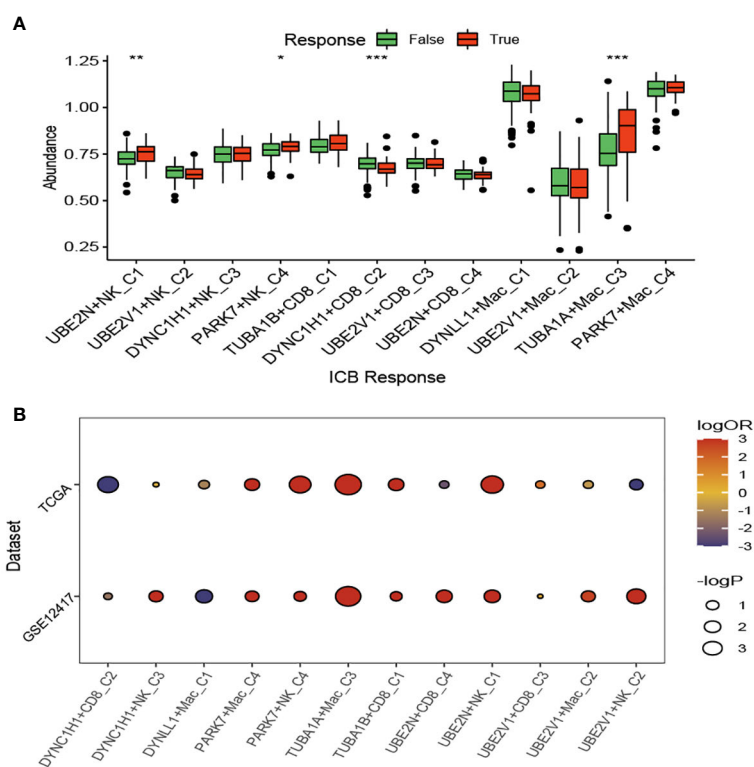 A
Response False True
** * *** ***
1.25
1.00
0.75
0.50
0.25
Abundance
UBE2N+NK_C1
UBE2V1+NK_C2
DYNC1H1+NK_C3
PARK7+NK_C4
TUBA1B+CD8_C1
DYNC1H1+CD8_C2
UBE2V1+CD8_C3
UBE2N+CD8_C4
DYNLL1+Mac_C1
UBE2V1+Mac_C2
TUBA1A+Mac_C3
PARK7+Mac_C4
ICB Response
B
Dataset
TCGA
GSE12417
DYNC1H1+CD8_C2
DYNC1H1+NK_C3
DYNLL1+Mac_C1
PARK7+Mac_C4
PARK7+NK_C4
TUBA1A+Mac_C3
TUBA1B+CD8_C1
UBE2N+CD8_C4
UBE2N+NK_C1
UBE2V1+CD8_C3
UBE2V1+Mac_C2
UBE2V1+NK_C2
logOR
3
2
1
0
-1
-2
-3
-logP
1
2
3